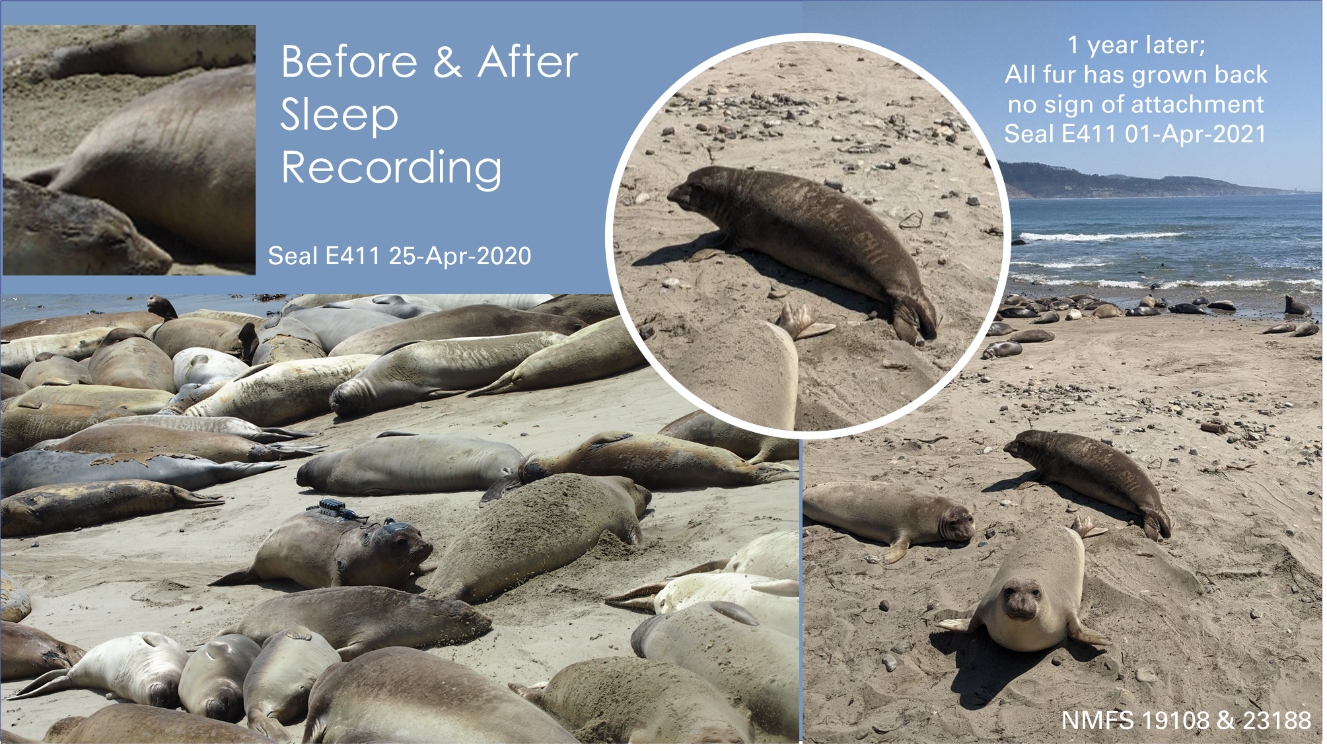 Before & After
Sleep
Recording
Seal E411 25-Apr-2020
1 year later;
All fur has grown back
no sign of attachment
Seal E411 01-Apr-2021
NMFS 19108 & 23188